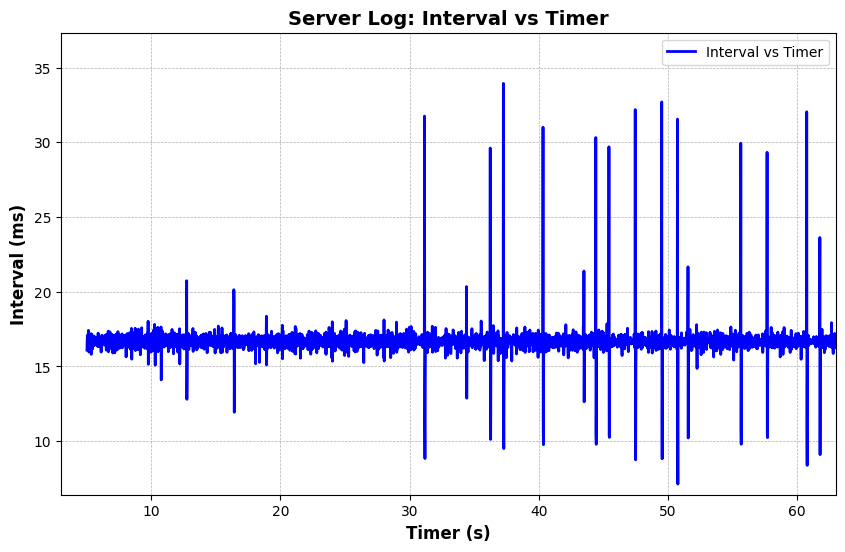 Server Log: Interval vs Timer
Interval vs Timer
35
30
25
20
15
10
Interval (ms)
10 20 30 40 50 60
Timer (s)